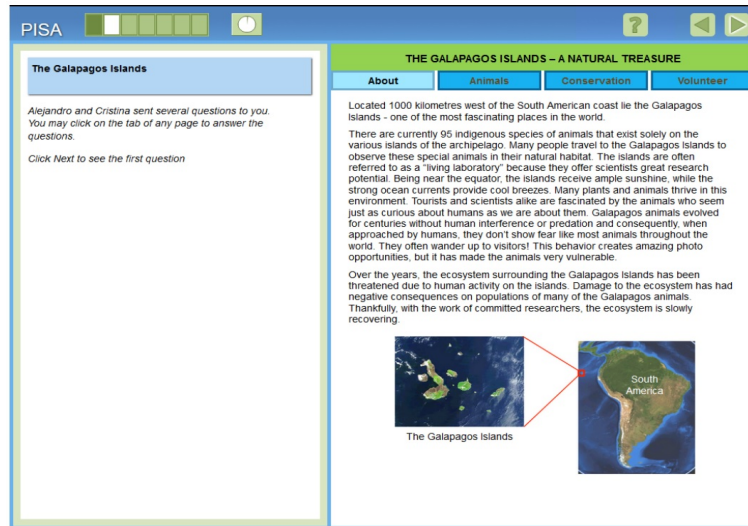 PISA
?
The Galapagos Islands
Alejandro and Cristina sent several questions to you.
You may click on the tab of any page to answer the
questions.
Click Next to see the first question
THE GALAPAGOS ISLANDS – A NATURAL TREASURE
About Animals Conservation Volunteer
Located 1000 kilometres west of the South American coast lie the Galapagos
Islands - one of the most fascinating places in the world.
There are currently 95 indigenous species of animals that exist solely on the
various islands of the archipelago. Many people travel to the Galapagos Islands to
observe these special animals in their natural habitat. The islands are often
referred to as a "living laboratory" because they offer scientists great research
potential. Being near the equator, the islands receive ample sunshine, while the
strong ocean currents provide cool breezes. Many plants and animals thrive in this
environment. Tourists and scientists alike are fascinated by the animals who seem
just as curious about humans as we are about them. Galapagos animals evolved
for centuries without human interference or predation and consequently, when
approached by humans, they don't show fear like most animals throughout the
world. They often wander up to visitors! This behavior creates amazing photo
opportunities, but it has made the animals very vulnerable.
Over the years, the ecosystem surrounding the Galapagos Islands has been
threatened due to human activity on the islands. Damage to the ecosystem has had
negative consequences on populations of many of the Galapagos animals.
Thankfully, with the work of committed researchers, the ecosystem is slowly
recovering.
South
America
The Galapagos Islands